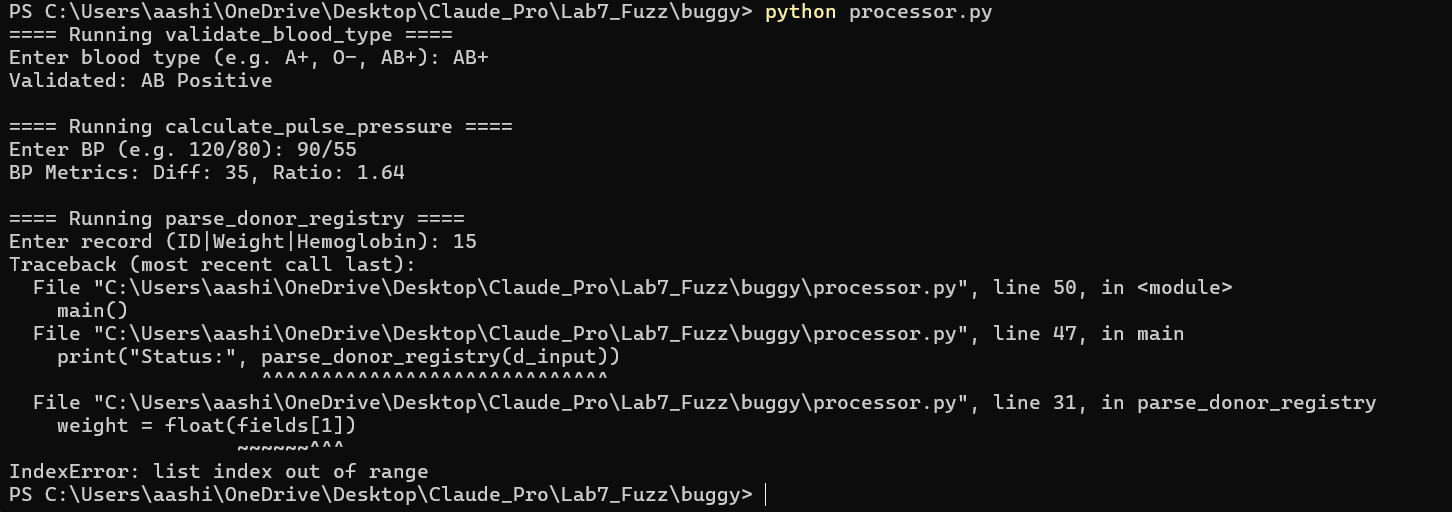 PS C:\Users\aashi\OneDrive\Desktop\Claude_Pro\Lab7_Fuzz\buggy> python processor.py
==== Running validate_blood_type ====
Enter blood type (e.g. A+, O-, AB+): AB+
Validated: AB Positive

==== Running calculate_pulse_pressure ====
Enter BP (e.g. 120/80): 90/55
BP Metrics: Diff: 35, Ratio: 1.64

==== Running parse_donor_registry ====
Enter record (ID|Weight|Hemoglobin): 15
Traceback (most recent call last):
  File "C:\Users\aashi\OneDrive\Desktop\Claude_Pro\Lab7_Fuzz\buggy\processor.py", line 50, in <module>
    main()
  File "C:\Users\aashi\OneDrive\Desktop\Claude_Pro\Lab7_Fuzz\buggy\processor.py", line 47, in main
    print("Status:", parse_donor_registry(d_input))
                     ^^^^^^^^^^^^^^^^^^^^^^^^^^^^^
  File "C:\Users\aashi\OneDrive\Desktop\Claude_Pro\Lab7_Fuzz\buggy\processor.py", line 31, in parse_donor_registry
    weight = float(fields[1])
                   ~~~~~~^^^
IndexError: list index out of range
PS C:\Users\aashi\OneDrive\Desktop\Claude_Pro\Lab7_Fuzz\buggy>